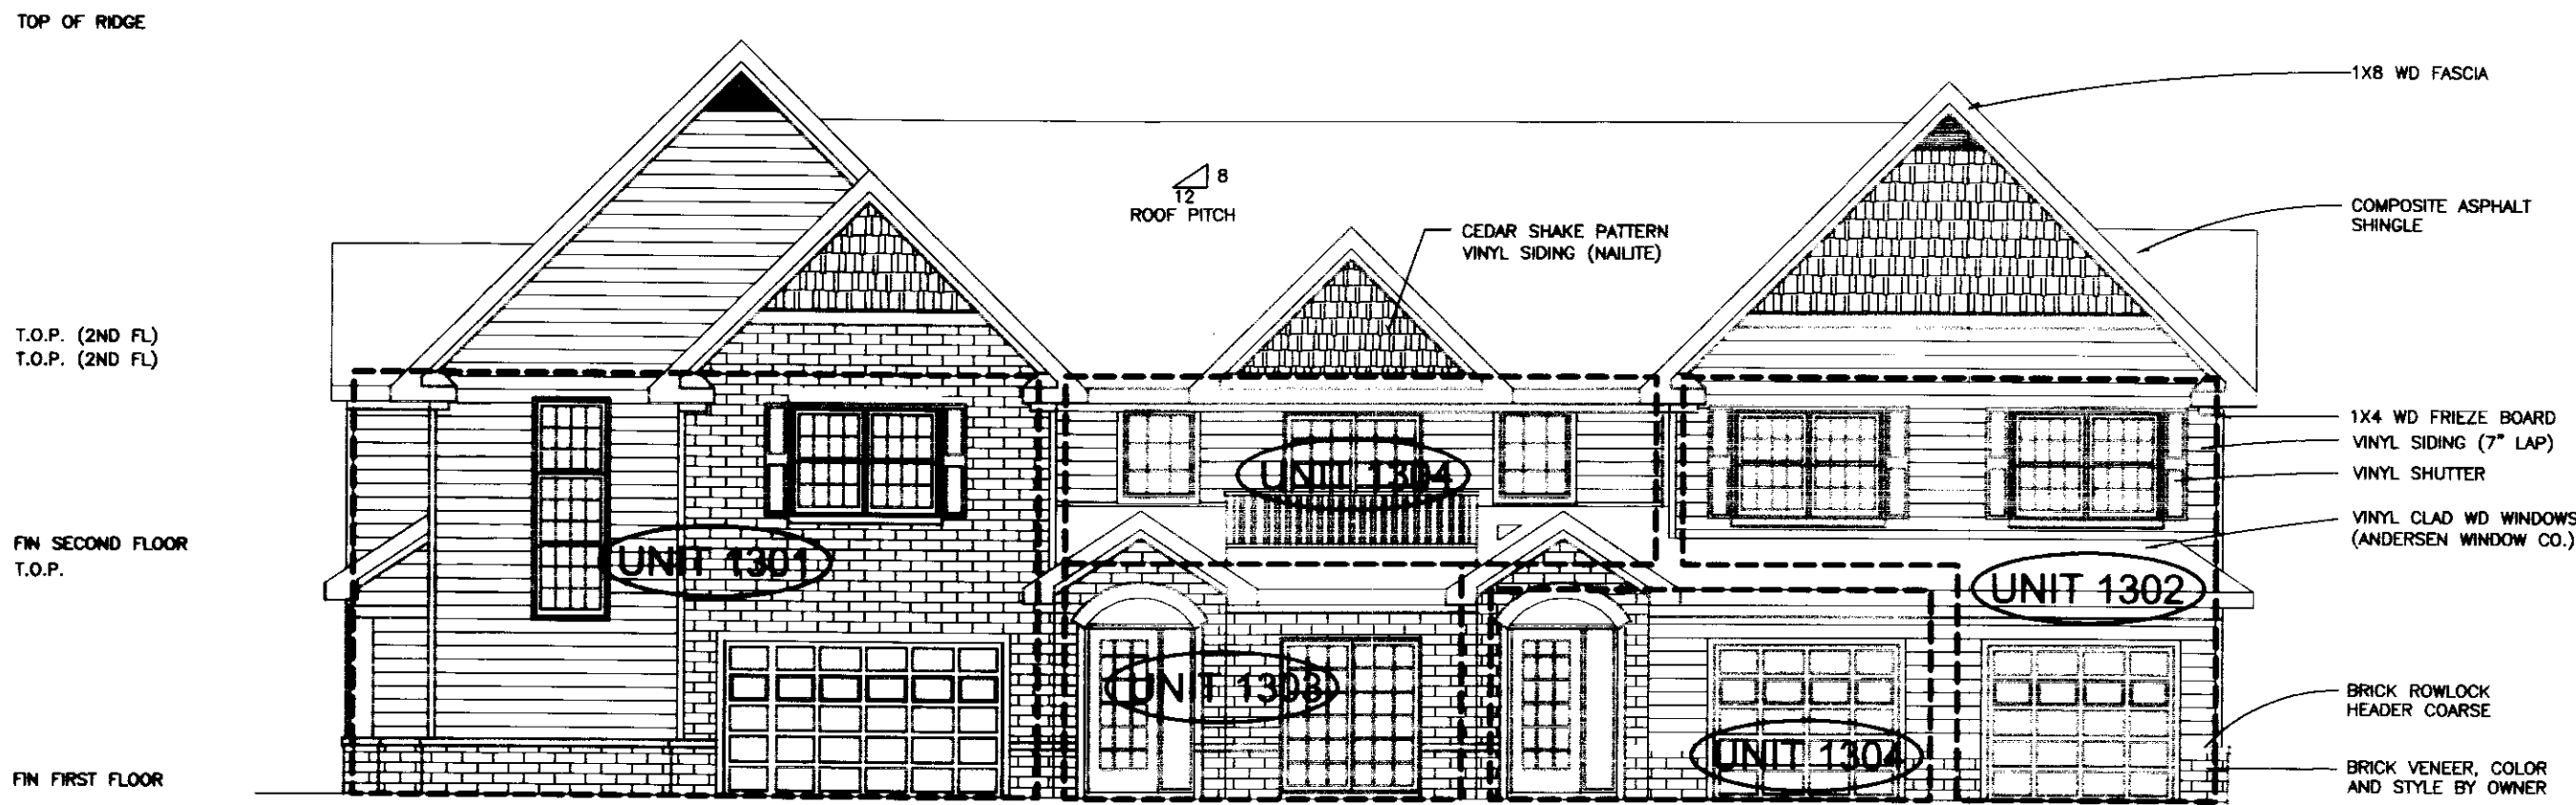 TOP OF RIDGE
1X8 WD FASCIA
8
12
ROOF PITCH
COMPOSITE ASPHALT
SHINGLE
CEDAR SHAKE PATTERN
VINYL SIDING (NAILITE)
T.O.P. (2ND FL)
T.O.P. (2ND FL)
1X4 WD FRIEZE BOARD
VINYL SIDING (7" LAP)
UNIT 1304
VINYL SHUTTER
VINYL CLAD WD WINDOWS
(ANDERSEN WINDOW CO.)
FIN SECOND FLOOR
T.O.P.
UNIT 1301
UNIT 1302
UNIT 1303
BRICK ROWLOCK
HEADER COARSE
UNIT 1304
FIN FIRST FLOOR
BRICK VENEER, COLOR
AND STYLE BY OWNER